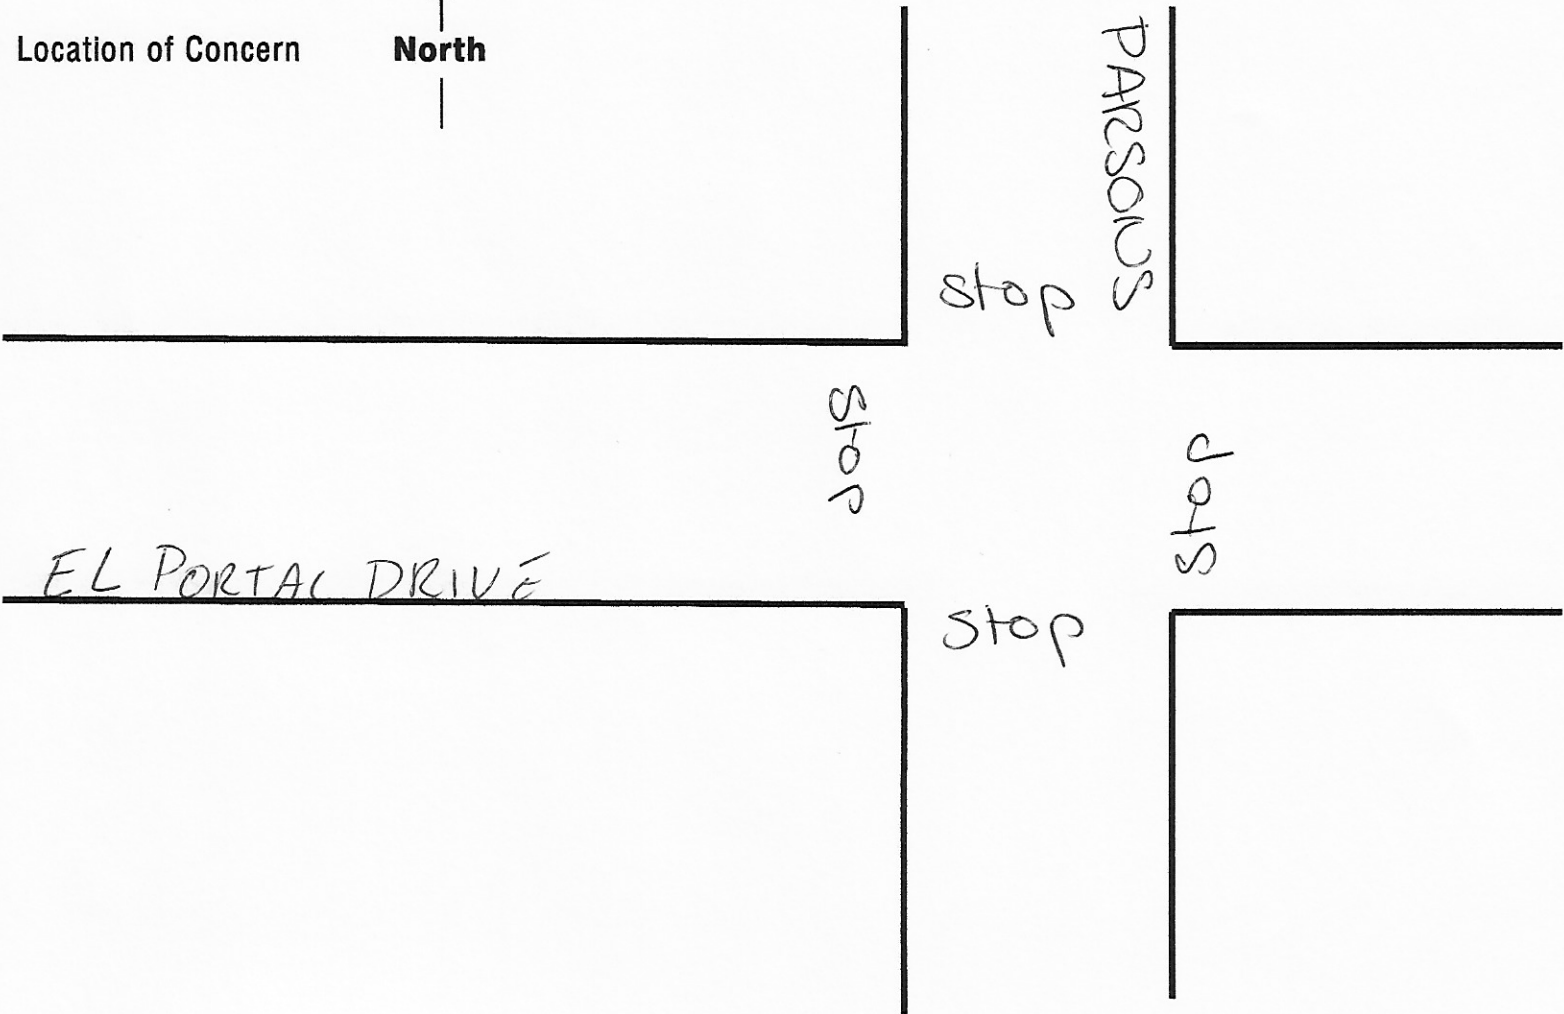 Location of Concern
North
PARSONS
stop
stop
stop
EL PORTAL DRIVE
stop